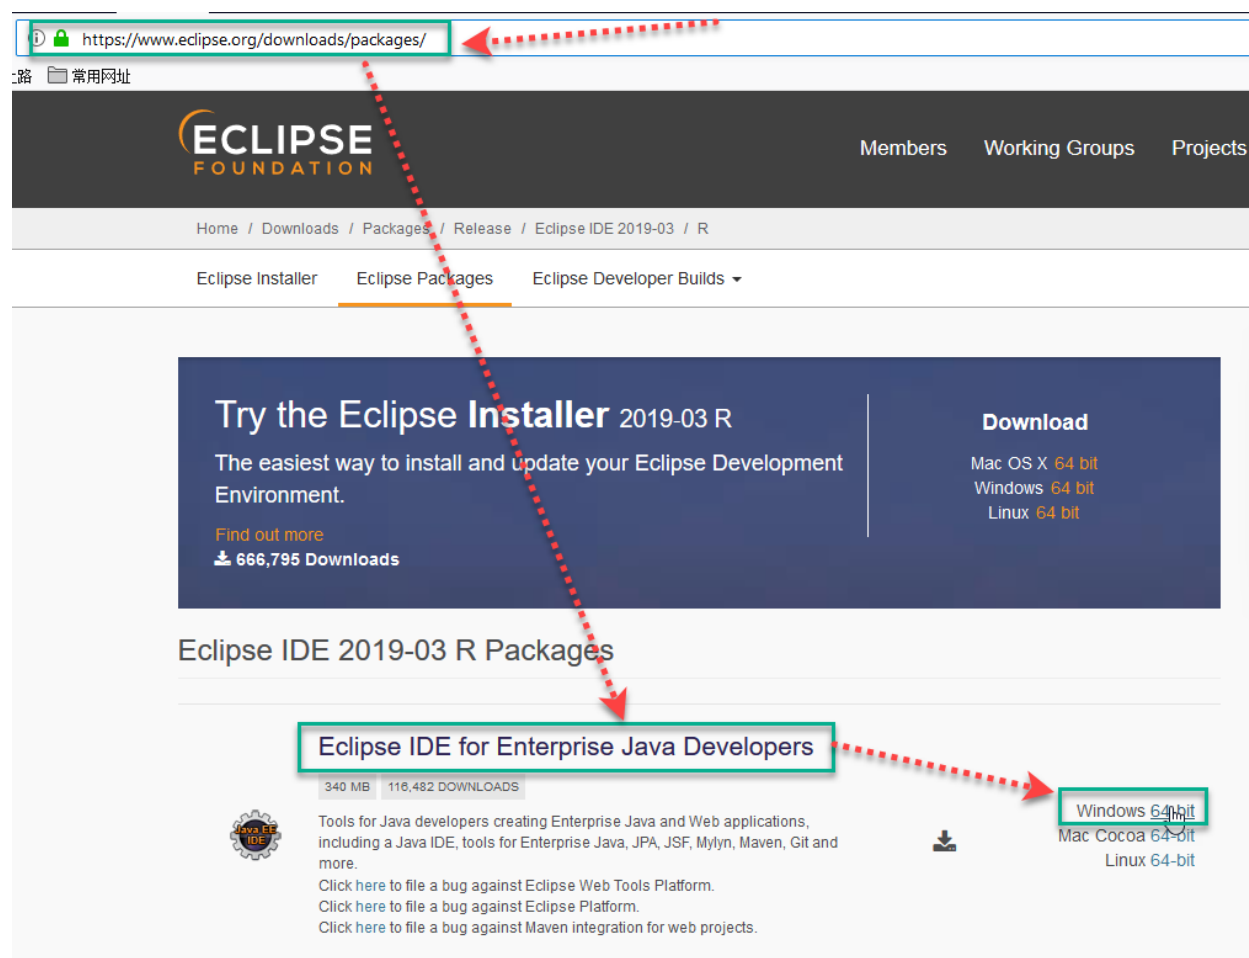 https://www.eclipse.org/downloads/packages/
上路 常用网址
ECLIPSE
FOUNDATION
Members Working Groups Projects
Home / Downloads / Packages / Release / Eclipse IDE 2019-03 / R
Eclipse Installer Eclipse Packages Eclipse Developer Builds
Try the Eclipse Installer 2019-03 R
The easiest way to install and update your Eclipse Development
Environment.
Find out more
666,795 Downloads
Download
Mac OS X 64 bit
Windows 64 bit
Linux 64 bit
Eclipse IDE 2019-03 R Packages
Eclipse IDE for Enterprise Java Developers
340 MB 116,482 DOWNLOADS
Java EE
IDE
Tools for Java developers creating Enterprise Java and Web applications,
including a Java IDE, tools for Enterprise Java, JPA, JSF, Mylyn, Maven, Git and
more.
Click here to file a bug against Eclipse Web Tools Platform.
Click here to file a bug against Eclipse Platform.
Click here to file a bug against Maven integration for web projects.
Windows 64-bit
Mac Cocoa 64-bit
Linux 64-bit